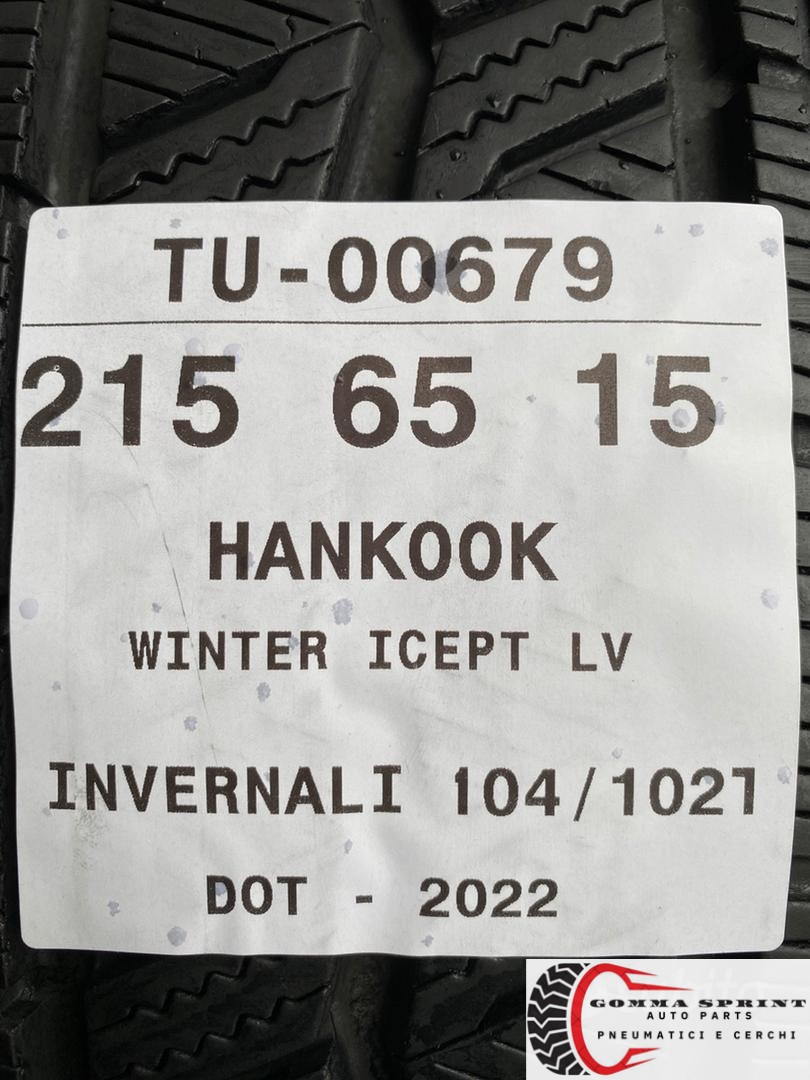 TU-00679
215 65 15
HANKOOK
WINTER ICEPT LV
INVERNALI 104/102T
DOT - 2022
GOMMA SPRINT
AUTO PARTS
PNEUMATICI E CERCHI